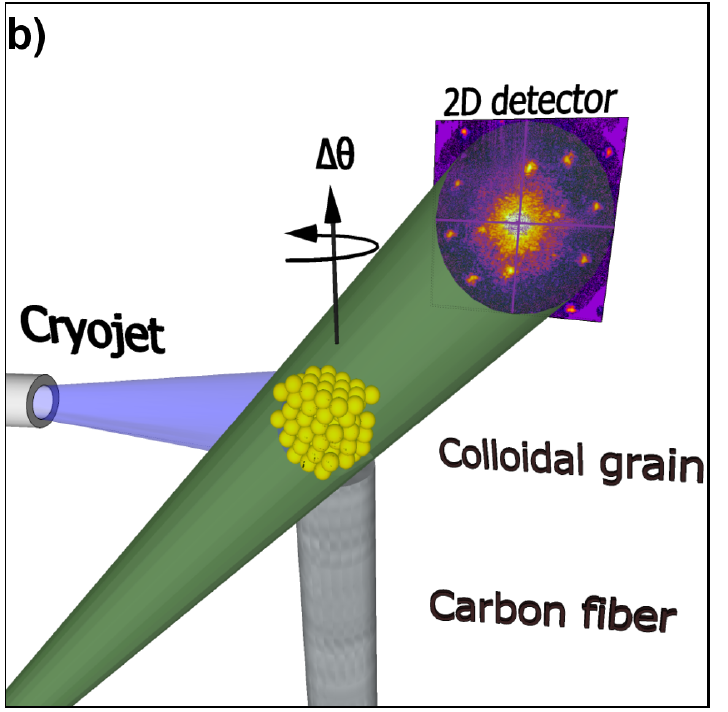 b)
2D detector
Δθ
Cryojet
Colloidal grain
Carbon fiber